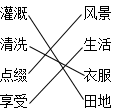 灌溉 风景
清洗 生活
点缀 衣服
享受 田地